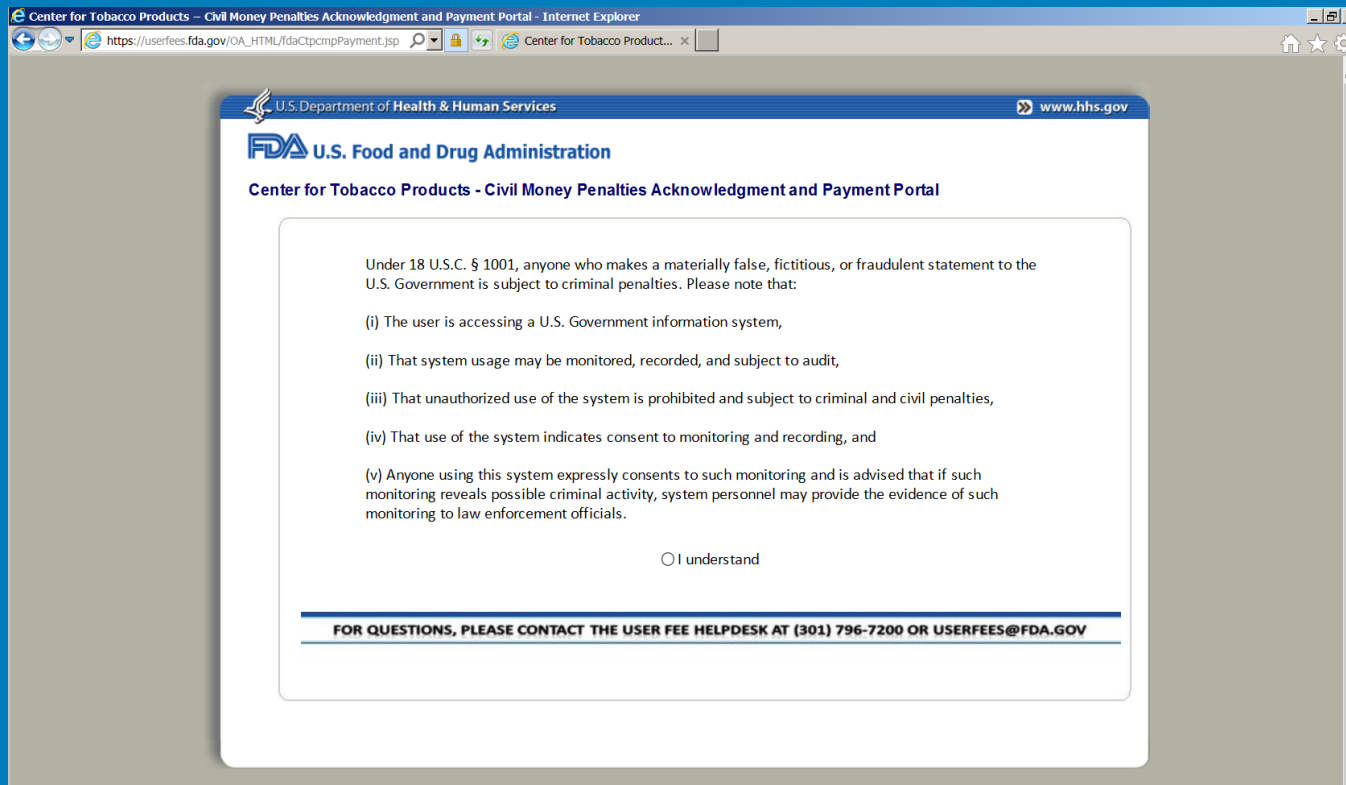 Center for Tobacco Products – Civil Money Penalties Acknowledgment and Payment Portal - Internet Explorer
https://userfees.fda.gov/OA_HTML/fdaCtpcmpPayment.jsp
Center for Tobacco Product...
U.S. Department of Health & Human Services
www.hhs.gov
FDA U.S. Food and Drug Administration
Center for Tobacco Products - Civil Money Penalties Acknowledgment and Payment Portal
Under 18 U.S.C. § 1001, anyone who makes a materially false, fictitious, or fraudulent statement to the
U.S. Government is subject to criminal penalties. Please note that:
(i) The user is accessing a U.S. Government information system,
(ii) That system usage may be monitored, recorded, and subject to audit,
(iii) That unauthorized use of the system is prohibited and subject to criminal and civil penalties,
(iv) That use of the system indicates consent to monitoring and recording, and
(v) Anyone using this system expressly consents to such monitoring and is advised that if such
monitoring reveals possible criminal activity, system personnel may provide the evidence of such
monitoring to law enforcement officials.
I understand
FOR QUESTIONS, PLEASE CONTACT THE USER FEE HELPDESK AT (301) 796-7200 OR USERFEES@FDA.GOV